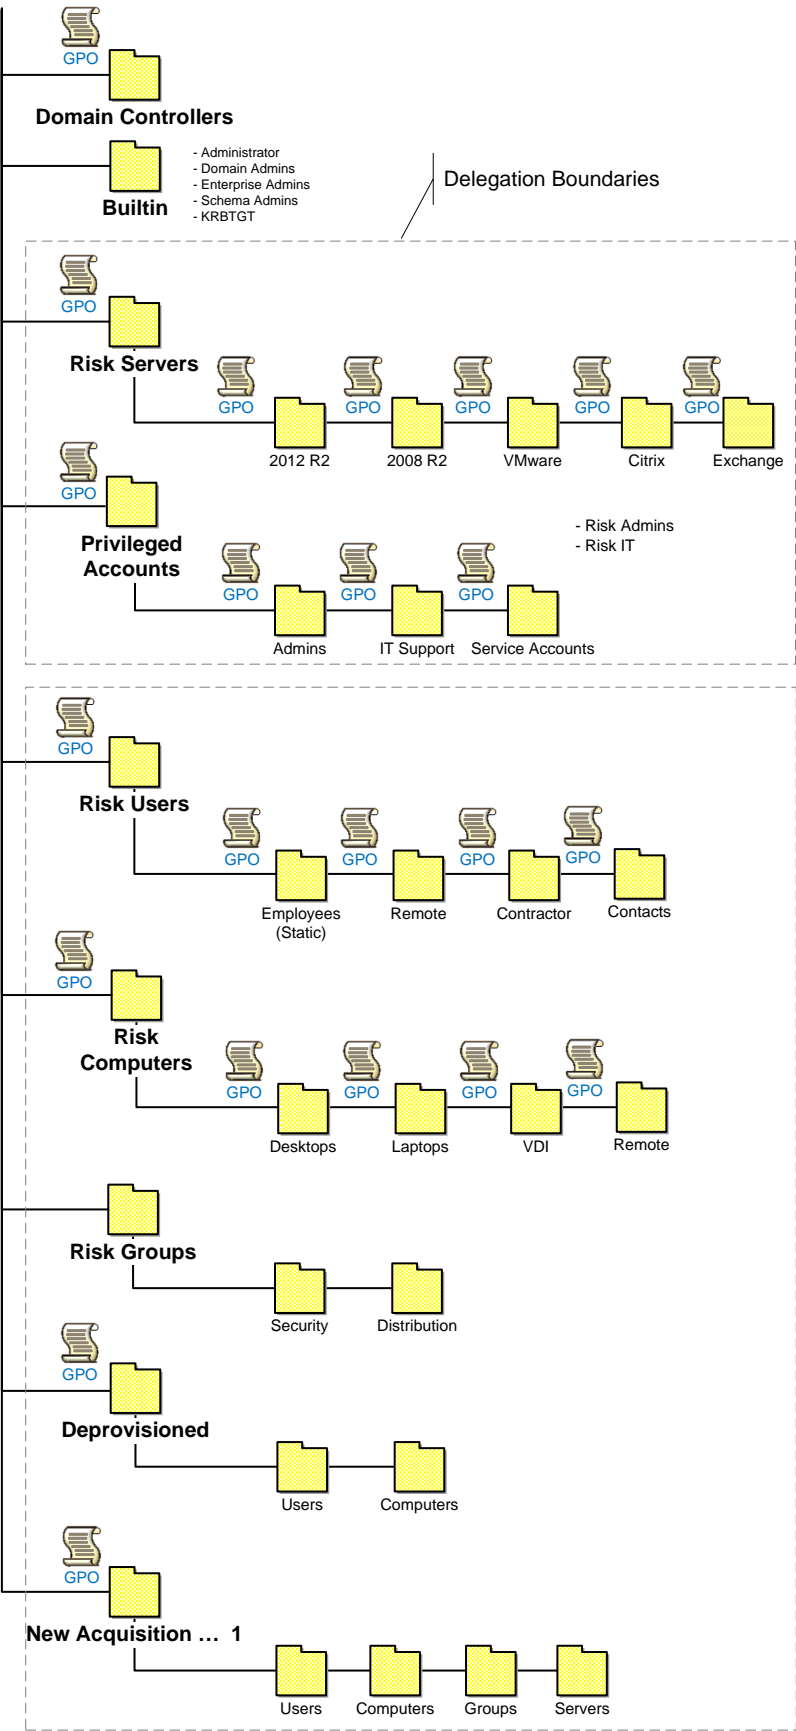 GPO
Domain Controllers
Builtin
- Administrator
- Domain Admins
- Enterprise Admins
- Schema Admins
- KRBTGT
Delegation Boundaries
GPO
Risk Servers
GPO
GPO
GPO
GPO
GPO
2012 R2
2008 R2
VMware
Citrix
Exchange
GPO
Privileged
Accounts
- Risk Admins
- Risk IT
GPO
GPO
GPO
Admins
IT Support
Service Accounts
GPO
Risk Users
GPO
GPO
GPO
GPO
Employees
(Static)
Remote
Contractor
Contacts
GPO
Risk
Computers
GPO
GPO
GPO
GPO
Desktops
Laptops
VDI
Remote
Risk Groups
Security
Distribution
GPO
Deprovisioned
Users
Computers
GPO
New Acquisition … 1
Users
Computers
Groups
Servers